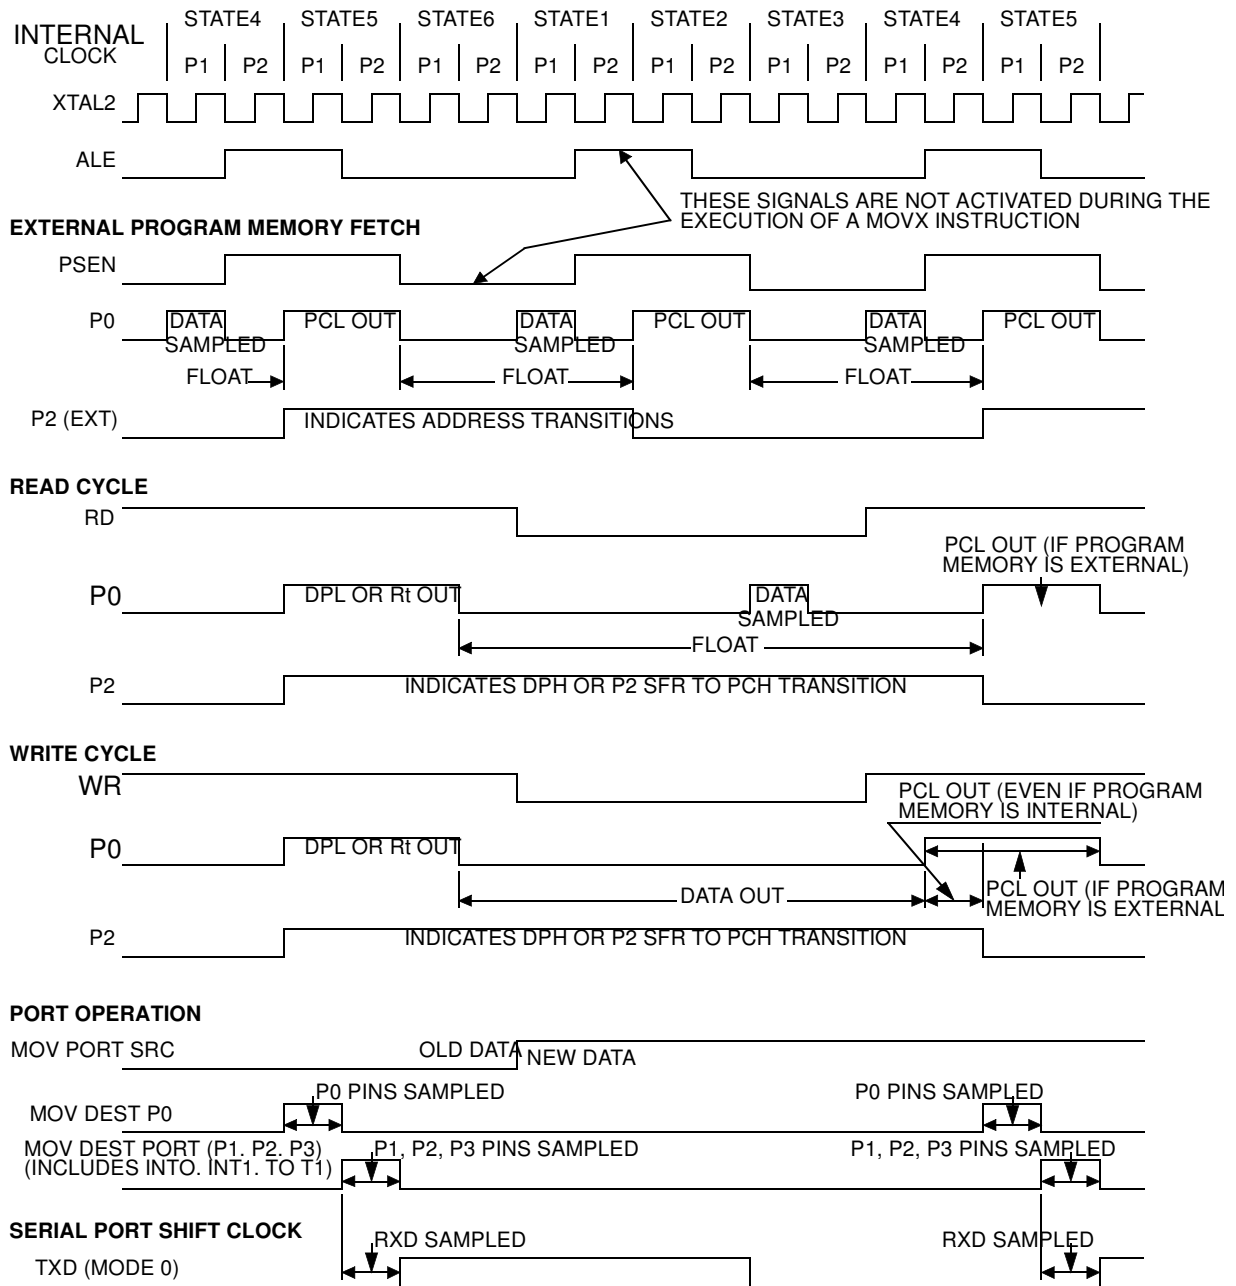 INTERNAL
CLOCK
STATE4 STATE5 STATE6 STATE1 STATE2 STATE3 STATE4 STATE5
P1 P2 P1 P2 P1 P2 P1 P2 P1 P2 P1 P2 P1 P2 P1 P2
XTAL2
ALE
THESE SIGNALS ARE NOT ACTIVATED DURING THE
EXECUTION OF A MOVX INSTRUCTION
EXTERNAL PROGRAM MEMORY FETCH
PSEN
P0 DATA PCL OUT DATA PCL OUT DATA PCL OUT
SAMPLED SAMPLED SAMPLED
FLOAT FLOAT FLOAT
P2 (EXT) INDICATES ADDRESS TRANSITIONS
READ CYCLE
RD
PCL OUT (IF PROGRAM
MEMORY IS EXTERNAL)
P0 DPL OR Rt OUT DATA
SAMPLED
FLOAT
P2 INDICATES DPH OR P2 SFR TO PCH TRANSITION
WRITE CYCLE
WR
PCL OUT (EVEN IF PROGRAM
MEMORY IS INTERNAL)
P0 DPL OR Rt OUT
DATA OUT
PCL OUT (IF PROGRAM
MEMORY IS EXTERNAL
P2 INDICATES DPH OR P2 SFR TO PCH TRANSITION
PORT OPERATION
MOV PORT SRC OLD DATA NEW DATA
P0 PINS SAMPLED P0 PINS SAMPLED
MOV DEST P0
MOV DEST PORT (P1. P2. P3) P1, P2, P3 PINS SAMPLED P1, P2, P3 PINS SAMPLED
(INCLUDES INTO. INT1. TO T1)
SERIAL PORT SHIFT CLOCK
RXD SAMPLED RXD SAMPLED
TXD (MODE 0)